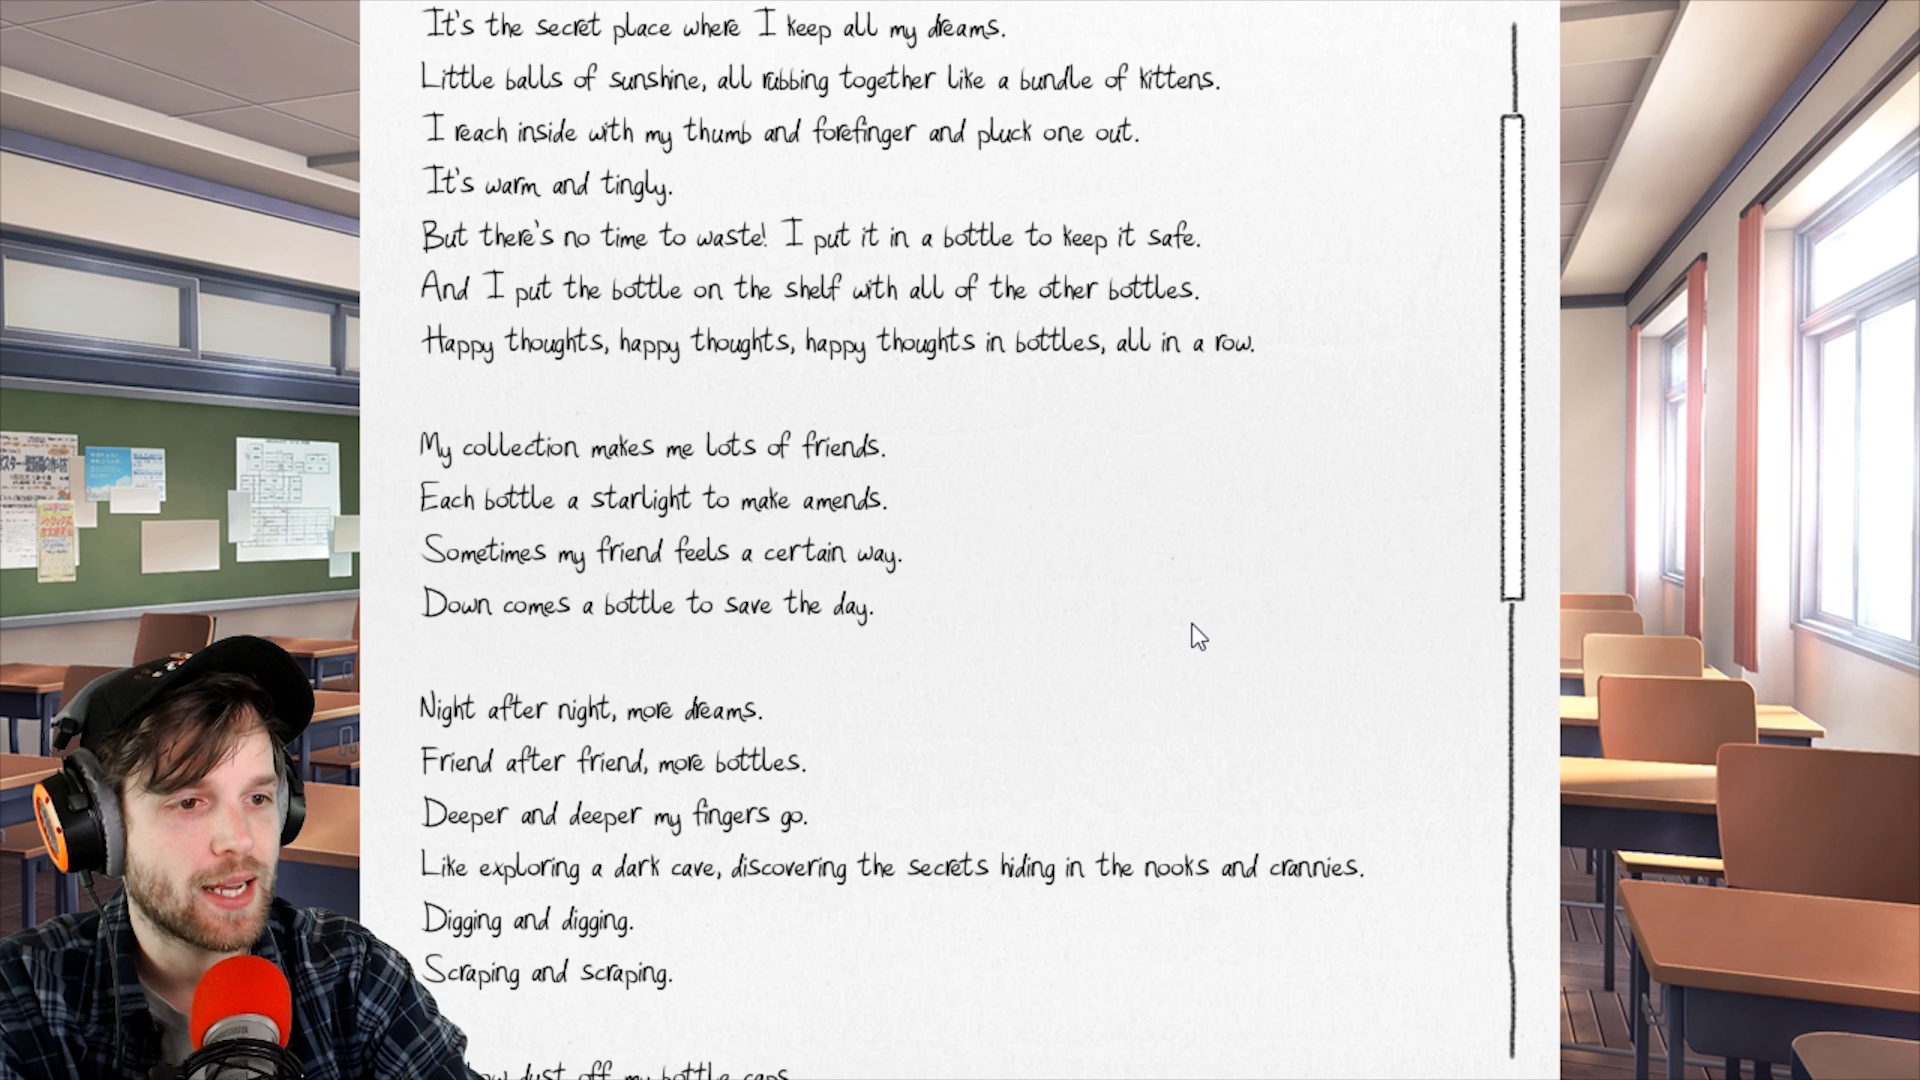 It's the secret place where I keep all my dreams.
Little balls of sunshine, all rubbing together like a bundle of kittens.
I reach inside with my thumb and forefinger and pluck one out.
It's warm and tingly.
But there's no time to waste! I put it in a bottle to keep it safe.
And I put the bottle on the shelf with all of the other bottles.
Happy thoughts, happy thoughts, happy thoughts in bottles, all in a row.
My collection makes me lots of friends.
Each bottle a starlight to make amends.
Sometimes my friend feels a certain way.
Down comes a bottle to save the day.
Night after night, more dreams.
Friend after friend, more bottles.
Deeper and deeper my fingers go.
Like exploring a dark cave, discovering the secrets hiding in the nooks and crannies.
Digging and digging.
Scraping and scraping.
dust off my bottle caps